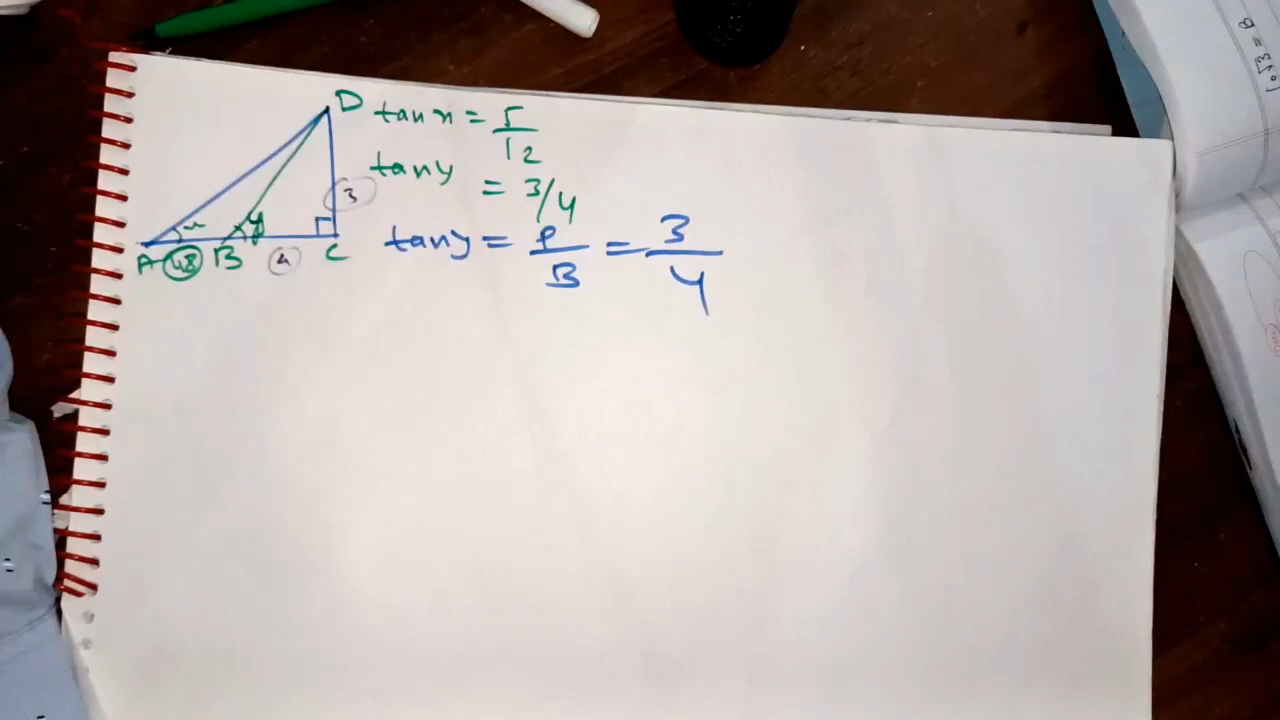 D
tan x = 5/12
tan y = 3/4
3
x y
A 48 B 4 C
tan y = P/B = 3/4